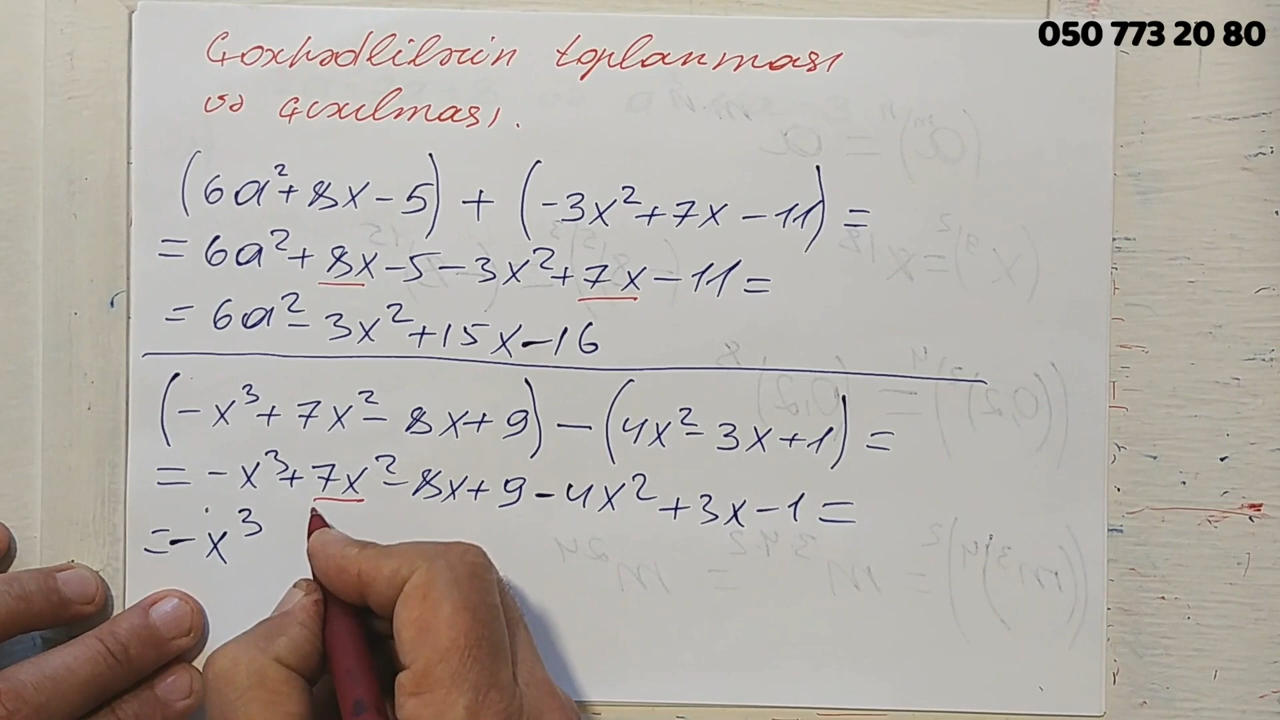 050 773 20 80
Çoxhədlilərin toplanması
və çıxılması.
(6a²+8x-5) + (-3x²+7x-11) =
= 6a²+8x-5-3x²+7x-11=
= 6a²-3x²+15x-16
(-x³+7x²-8x+9) - (4x²-3x+1) =
= -x³+7x²-8x+9-4x²+3x-1=
=-x³